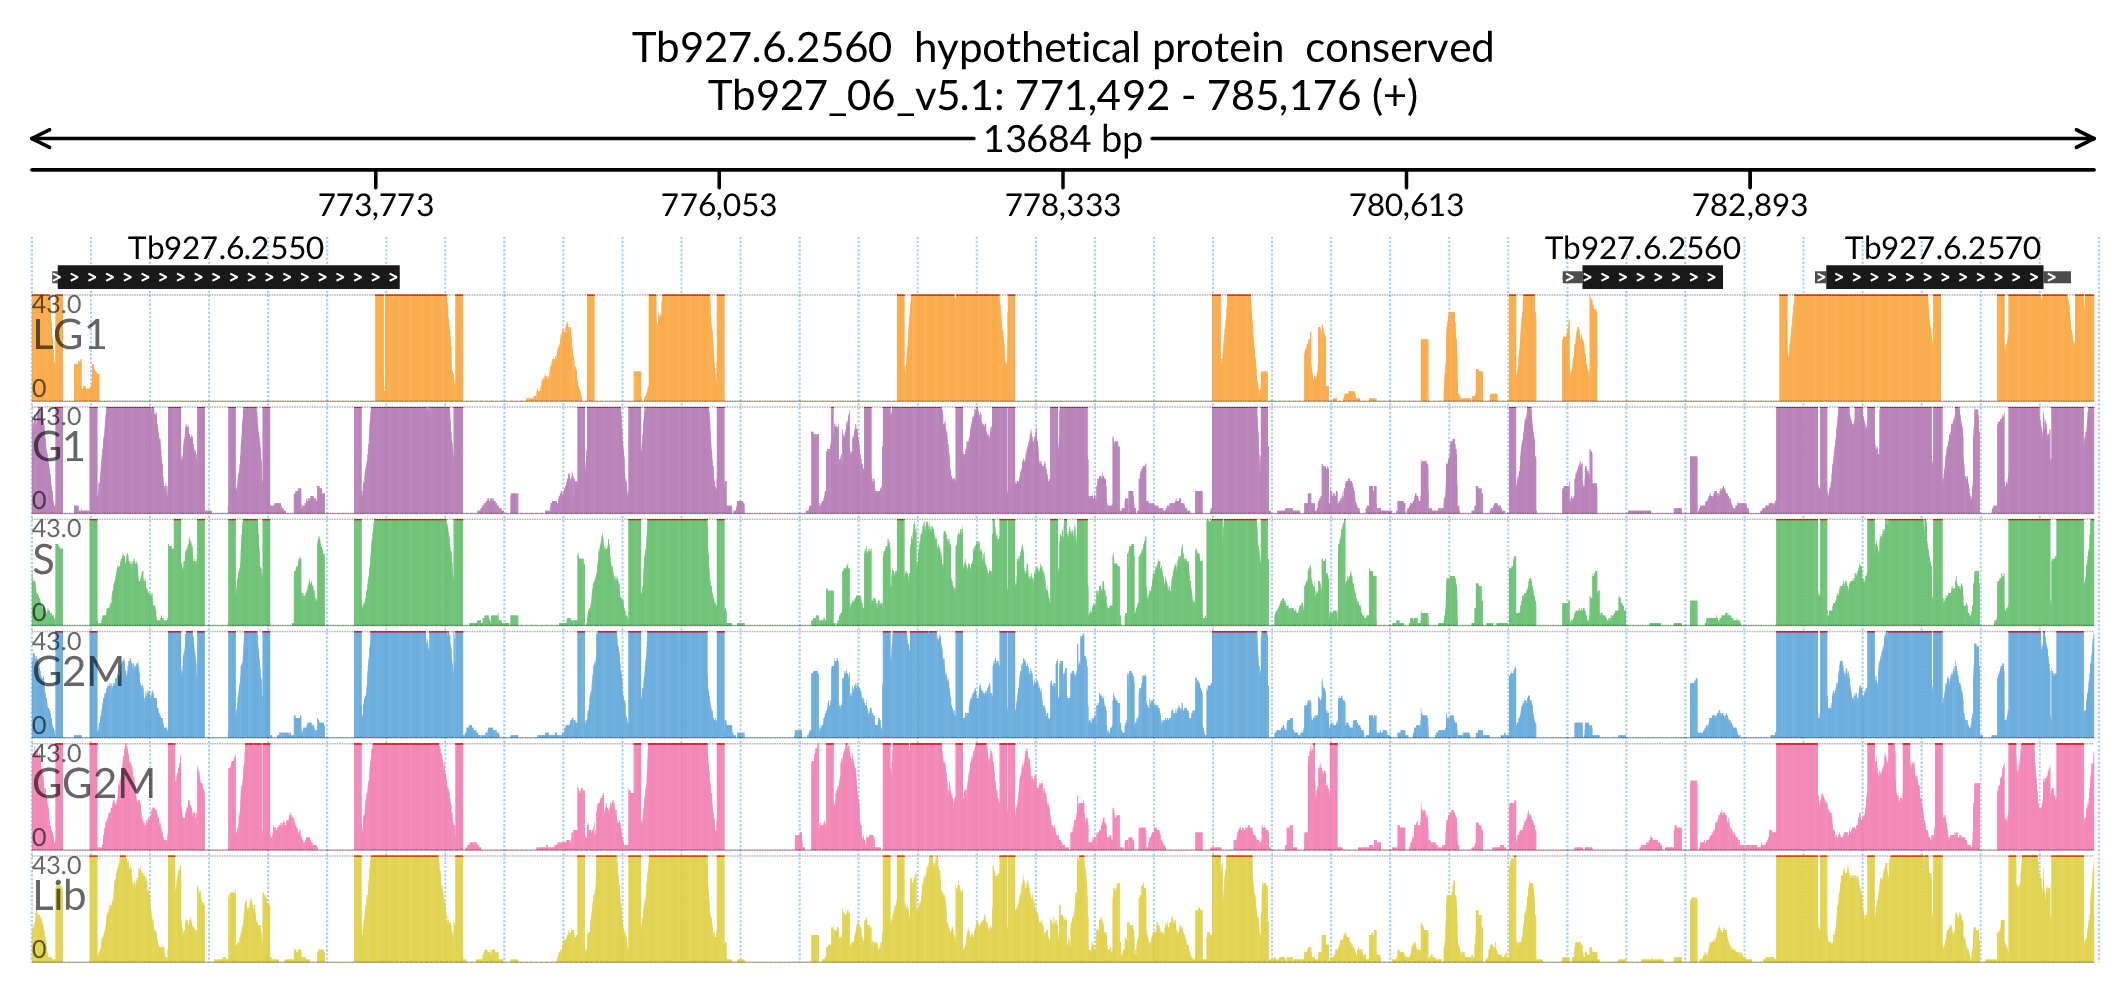 Tb927.6.2560  hypothetical protein  conserved
Tb927_06_v5.1: 771,492 - 785,176 (+)
13684 bp
773,773 776,053 778,333 780,613 782,893
Tb927.6.2550 Tb927.6.2560 Tb927.6.2570
43.0
LG1
0
43.0
G1
0
43.0
S
0
43.0
G2M
0
43.0
GG2M
0
43.0
Lib
0